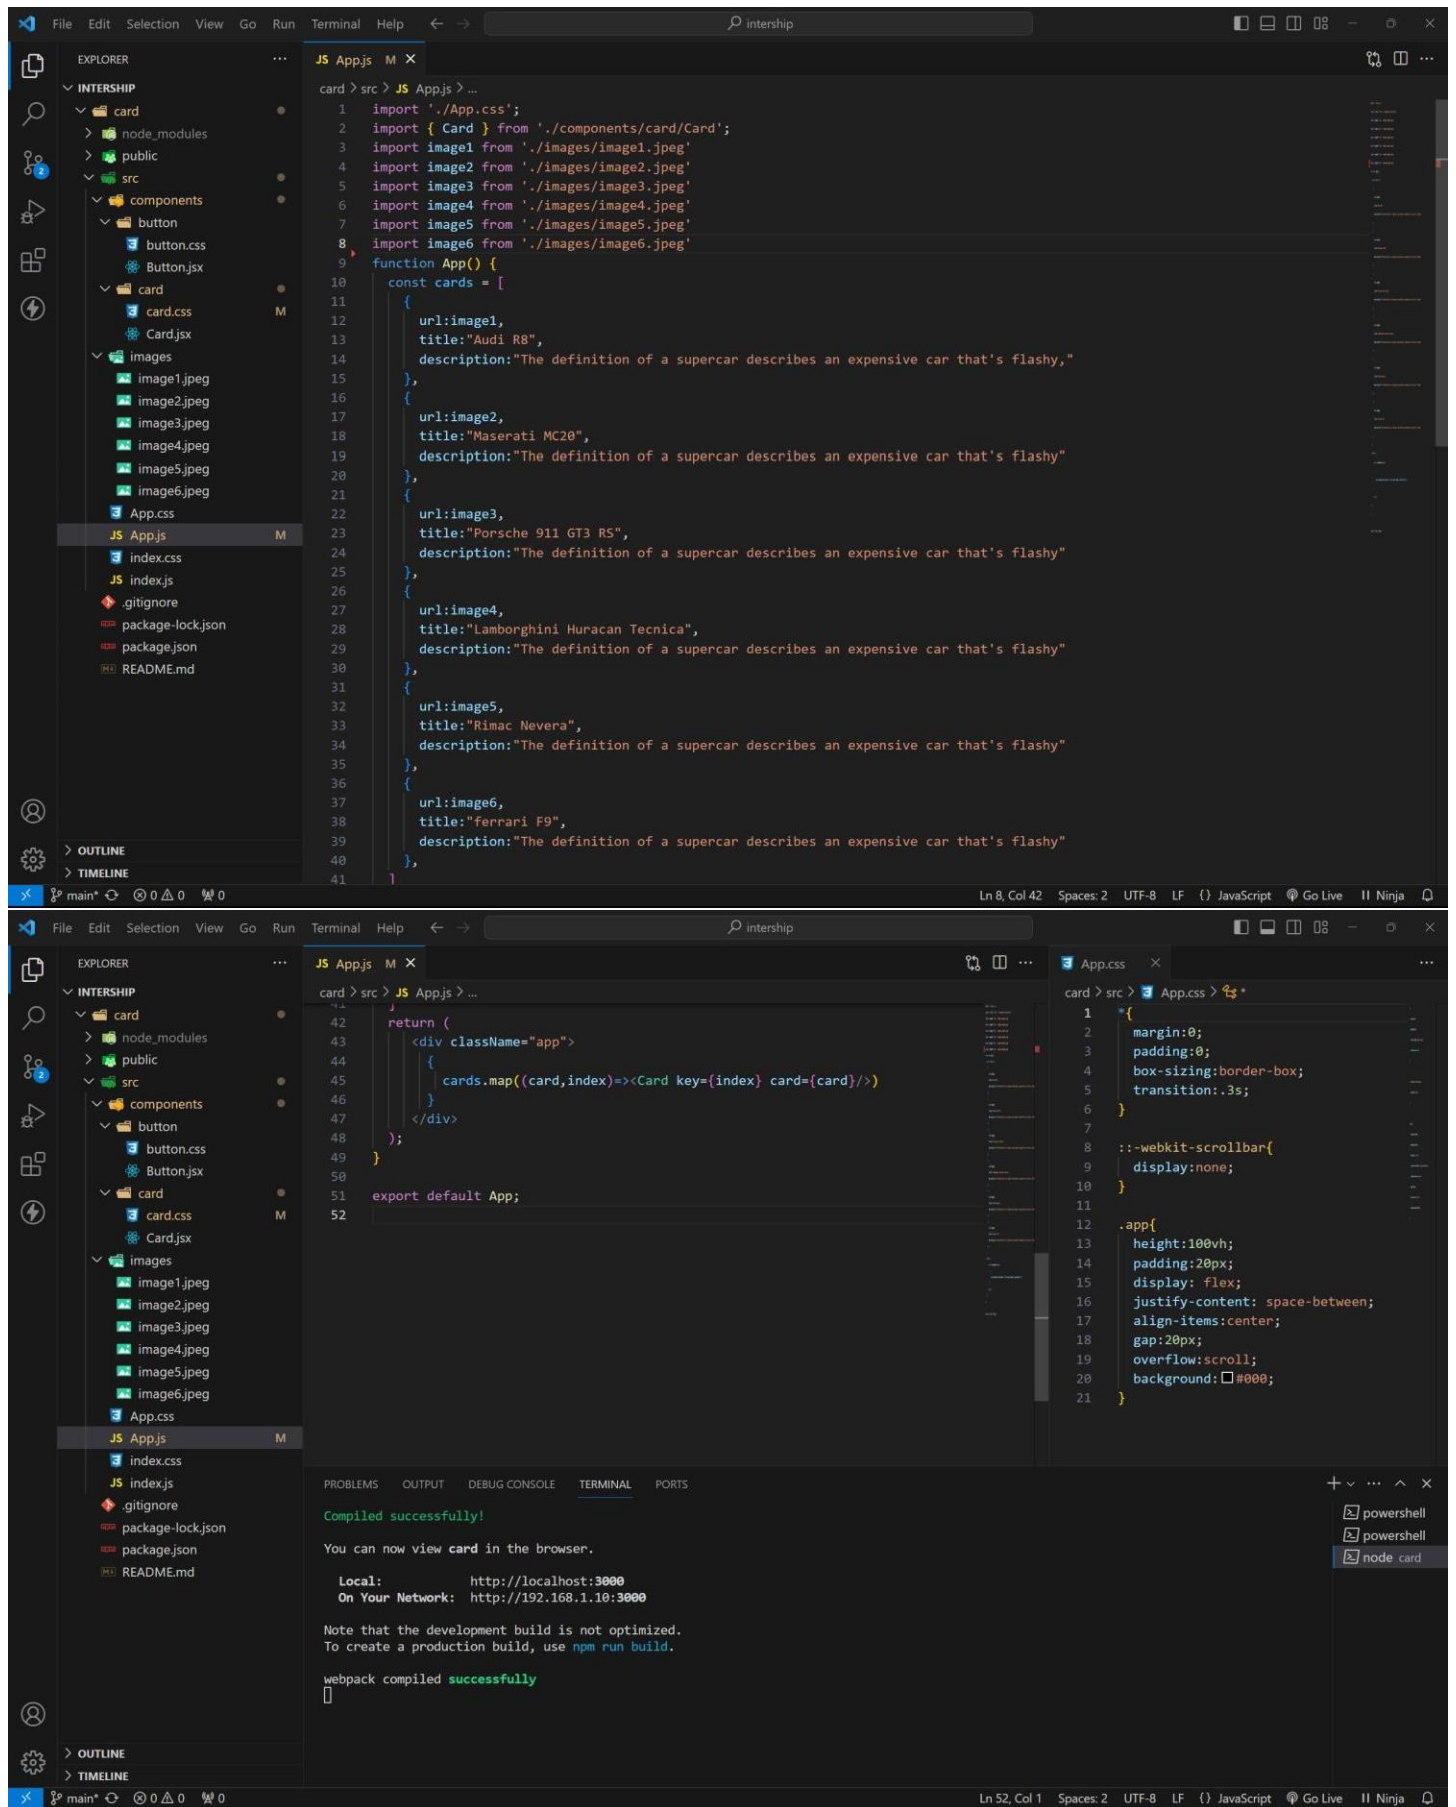 File Edit Selection View Go Run Terminal Help intership
EXPLORER
INTERSHIP
card
node_modules
public
src
components
button
button.css
Button.jsx
card
card.css M
Card.jsx
images
image1.jpeg
image2.jpeg
image3.jpeg
image4.jpeg
image5.jpeg
image6.jpeg
App.css
JS App.js M
index.css
JS index.js
.gitignore
package-lock.json
package.json
README.md
OUTLINE
TIMELINE
JS App.js M
card > src > JS App.js > ...
1 import './App.css';
2 import { Card } from './components/card/Card';
3 import image1 from './images/image1.jpeg'
4 import image2 from './images/image2.jpeg'
5 import image3 from './images/image3.jpeg'
6 import image4 from './images/image4.jpeg'
7 import image5 from './images/image5.jpeg'
8 import image6 from './images/image6.jpeg'
9 function App() {
10 const cards = [
11 {
12 url:image1,
13 title:"Audi R8",
14 description:"The definition of a supercar describes an expensive car that's flashy,"
15 },
16 {
17 url:image2,
18 title:"Maserati MC20",
19 description:"The definition of a supercar describes an expensive car that's flashy"
20 },
21 {
22 url:image3,
23 title:"Porsche 911 GT3 RS",
24 description:"The definition of a supercar describes an expensive car that's flashy"
25 },
26 {
27 url:image4,
28 title:"Lamborghini Huracan Tecnica",
29 description:"The definition of a supercar describes an expensive car that's flashy"
30 },
31 {
32 url:image5,
33 title:"Rimac Nevera",
34 description:"The definition of a supercar describes an expensive car that's flashy"
35 },
36 {
37 url:image6,
38 title:"ferrari F9",
39 description:"The definition of a supercar describes an expensive car that's flashy"
40 },
41 ]
main* 0 0 0 Ln 8, Col 42 Spaces: 2 UTF-8 LF {} JavaScript Go Live Ninja
File Edit Selection View Go Run Terminal Help intership
EXPLORER
INTERSHIP
card
node_modules
public
src
components
button
button.css
Button.jsx
card
card.css M
Card.jsx
images
image1.jpeg
image2.jpeg
image3.jpeg
image4.jpeg
image5.jpeg
image6.jpeg
App.css
JS App.js M
index.css
JS index.js
.gitignore
package-lock.json
package.json
README.md
OUTLINE
TIMELINE
JS App.js M
card > src > JS App.js > ...
41 ]
42 return (
43 <div className="app">
44 {
45 cards.map((card,index)=><Card key={index} card={card}/>)
46 }
47 </div>
48 );
49 }
50
51 export default App;
52
App.css
card > src > App.css > *
1 *{
2 margin:0;
3 padding:0;
4 box-sizing:border-box;
5 transition:.3s;
6 }
7
8 ::-webkit-scrollbar{
9 display:none;
10 }
11
12 .app{
13 height:100vh;
14 padding:20px;
15 display: flex;
16 justify-content: space-between;
17 align-items:center;
18 gap:20px;
19 overflow:scroll;
20 background:#000;
21 }
PROBLEMS OUTPUT DEBUG CONSOLE TERMINAL PORTS
Compiled successfully!
You can now view card in the browser.
Local: http://localhost:3000
On Your Network: http://192.168.1.10:3000
Note that the development build is not optimized.
To create a production build, use npm run build.
webpack compiled successfully
powershell
powershell
node card
main* 0 0 0 Ln 52, Col 1 Spaces: 2 UTF-8 LF {} JavaScript Go Live Ninja